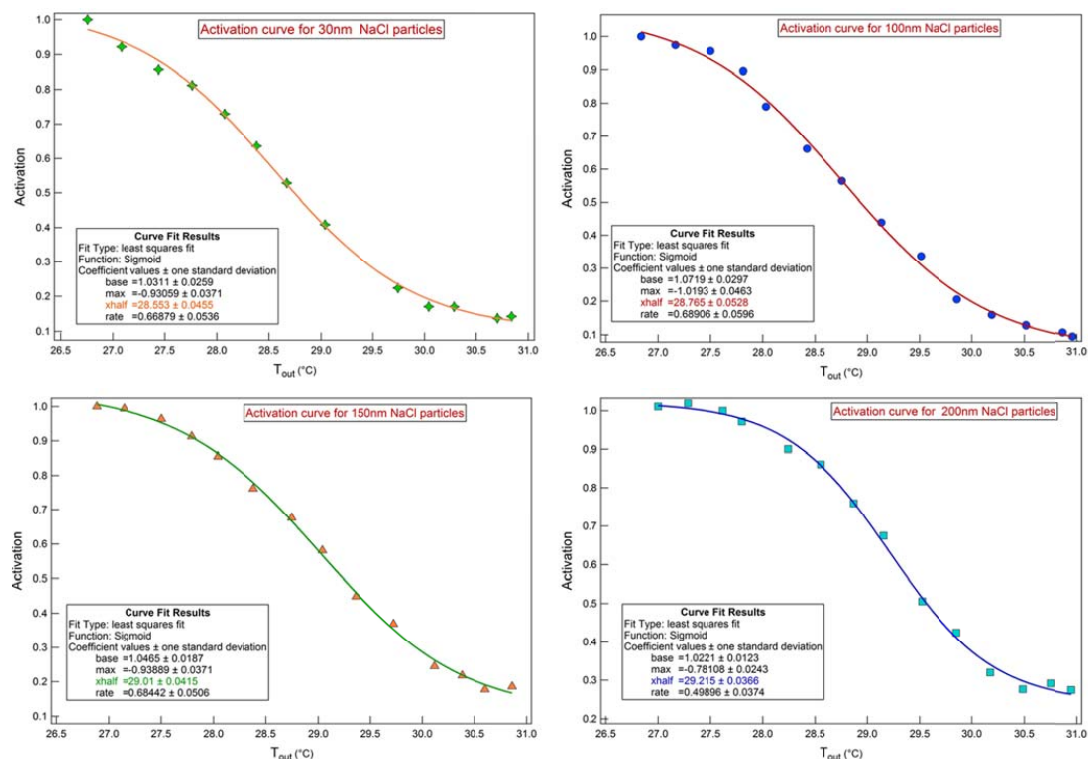 Activation curve for 30nm NaCl particles
1.0
0.9
0.8
0.7
0.6
0.5
0.4
0.3
0.2
0.1
Activation
Curve Fit Results
Fit Type: least squares fit
Function: Sigmoid
Coefficient values ± one standard deviation
base =1.0311 ± 0.0259
max =-0.93059 ± 0.0371
xhalf =28.553 ± 0.0455
rate =0.66879 ± 0.0536
26.5 27.0 27.5 28.0 28.5 29.0 29.5 30.0 30.5 31.0
Tout (°C)
Activation curve for 100nm NaCl particles
1.0
0.9
0.8
0.7
0.6
0.5
0.4
0.3
0.2
0.1
Activation
Curve Fit Results
Fit Type: least squares fit
Function: Sigmoid
Coefficient values ± one standard deviation
base =1.0719 ± 0.0297
max =-1.0193 ± 0.0463
xhalf =28.765 ± 0.0528
rate =0.68906 ± 0.0596
26.5 27.0 27.5 28.0 28.5 29.0 29.5 30.0 30.5 31.0
Tout (°C)
Activation curve for 150nm NaCl particles
1.0
0.9
0.8
0.7
0.6
0.5
0.4
0.3
0.2
0.1
Activation
Curve Fit Results
Fit Type: least squares fit
Function: Sigmoid
Coefficient values ± one standard deviation
base =1.0465 ± 0.0187
max =-0.93889 ± 0.0371
xhalf =29.01 ± 0.0415
rate =0.68442 ± 0.0506
26.5 27.0 27.5 28.0 28.5 29.0 29.5 30.0 30.5 31.0
Tout (°C)
Activation curve for 200nm NaCl particles
1.0
0.9
0.8
0.7
0.6
0.5
0.4
0.3
0.2
Activation
Curve Fit Results
Fit Type: least squares fit
Function: Sigmoid
Coefficient values ± one standard deviation
base =1.0221 ± 0.0123
max =-0.78108 ± 0.0243
xhalf =29.215 ± 0.0366
rate =0.49896 ± 0.0374
26.5 27.0 27.5 28.0 28.5 29.0 29.5 30.0 30.5 31.0
Tout (°C)